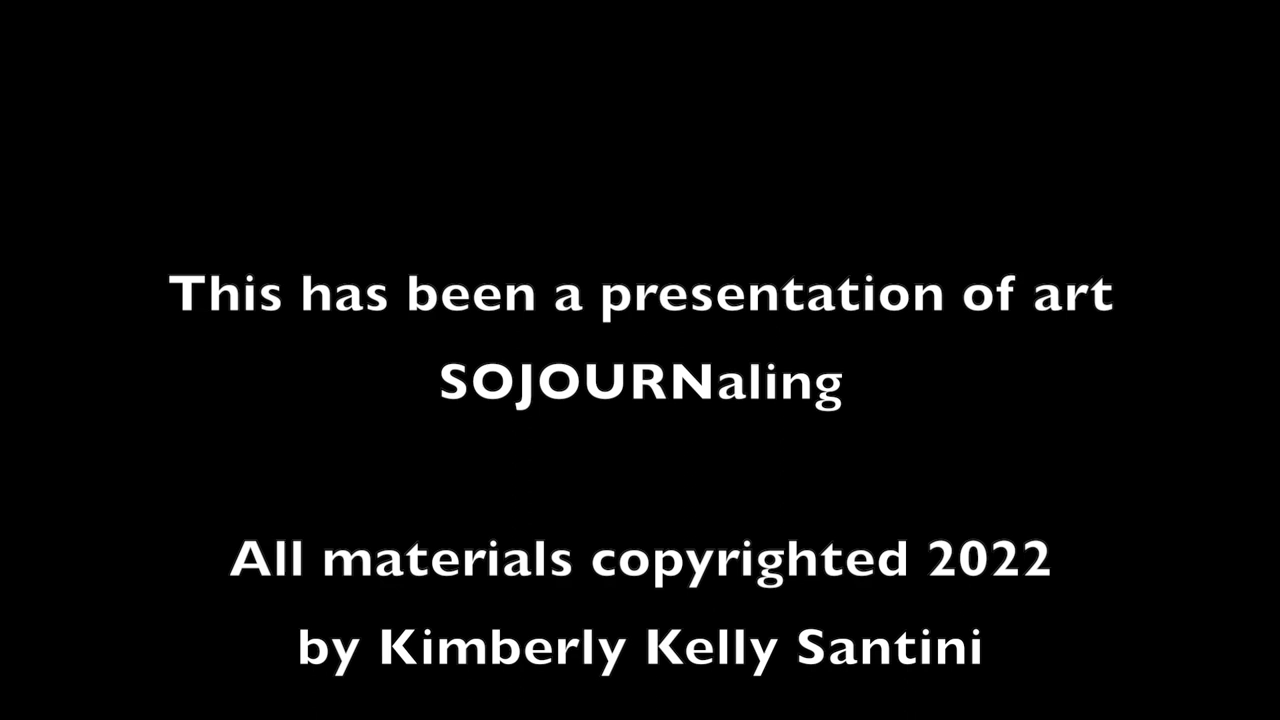 This has been a presentation of art
SOJOURNaling
All materials copyrighted 2022
by Kimberly Kelly Santini